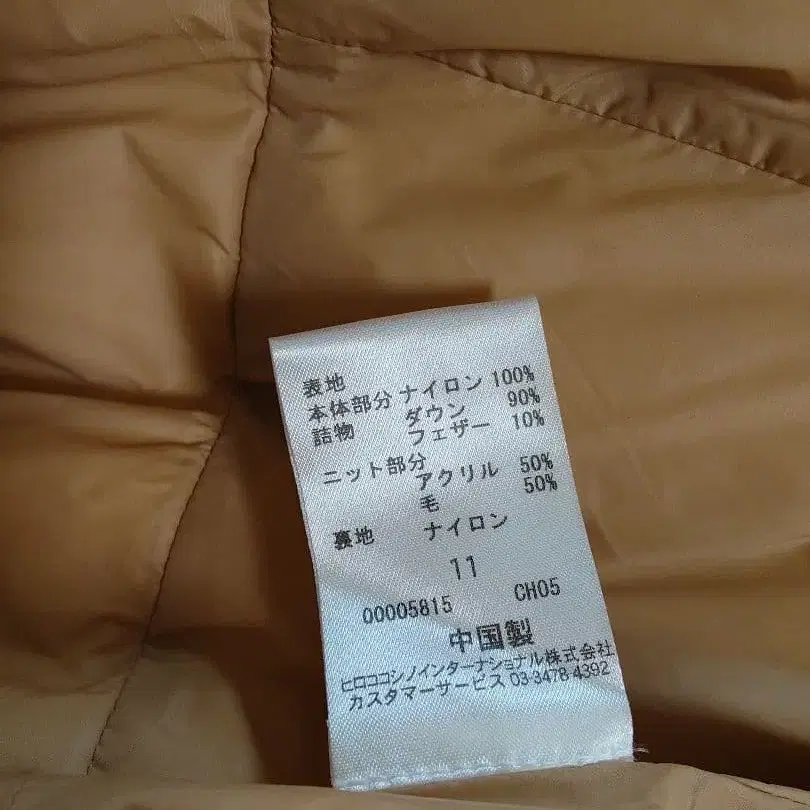 表地
本体部分 ナイロン 100%
詰物 ダウン 90%
フェザー 10%
ニット部分
アクリル 50%
毛 50%
裏地 ナイロン
11
00005815 CH05
中国製
ヒロココシノインターナショナル株式会社
カスタマーサービス 03-3478-4392